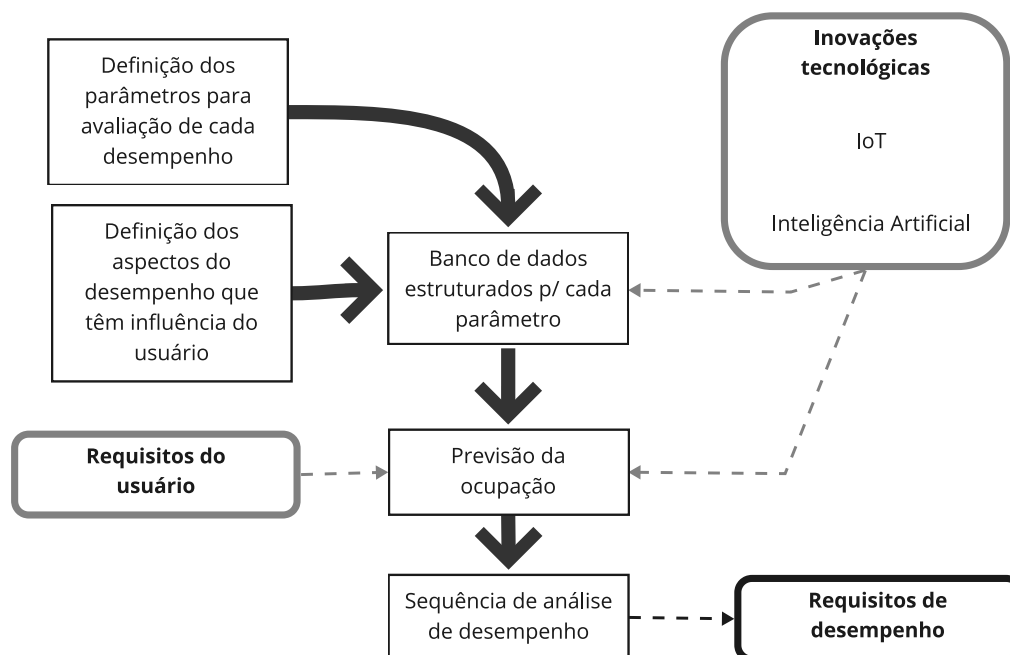 Definição dos
parâmetros para
avaliação de cada
desempenho
Inovações
tecnológicas
IoT
Inteligência Artificial
Definição dos
aspectos do
desempenho que
têm influência do
usuário
Banco de dados
estruturados p/ cada
parâmetro
Requisitos do
usuário
Previsão da
ocupação
Sequência de análise
de desempenho
Requisitos de
desempenho